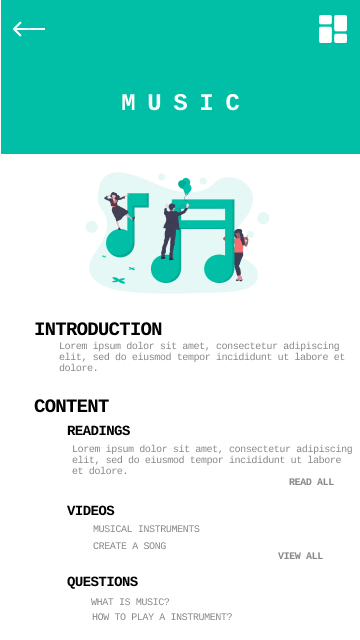 MUSIC
INTRODUCTION
Lorem ipsum dolor sit amet, consectetur adipiscing
elit, sed do eiusmod tempor incididunt ut labore et
dolore.
CONTENT
READINGS
Lorem ipsum dolor sit amet, consectetur adipiscing
elit, sed do eiusmod tempor incididunt ut labore
et dolore.
READ ALL
VIDEOS
MUSICAL INSTRUMENTS
CREATE A SONG
VIEW ALL
QUESTIONS
WHAT IS MUSIC?
HOW TO PLAY A INSTRUMENT?